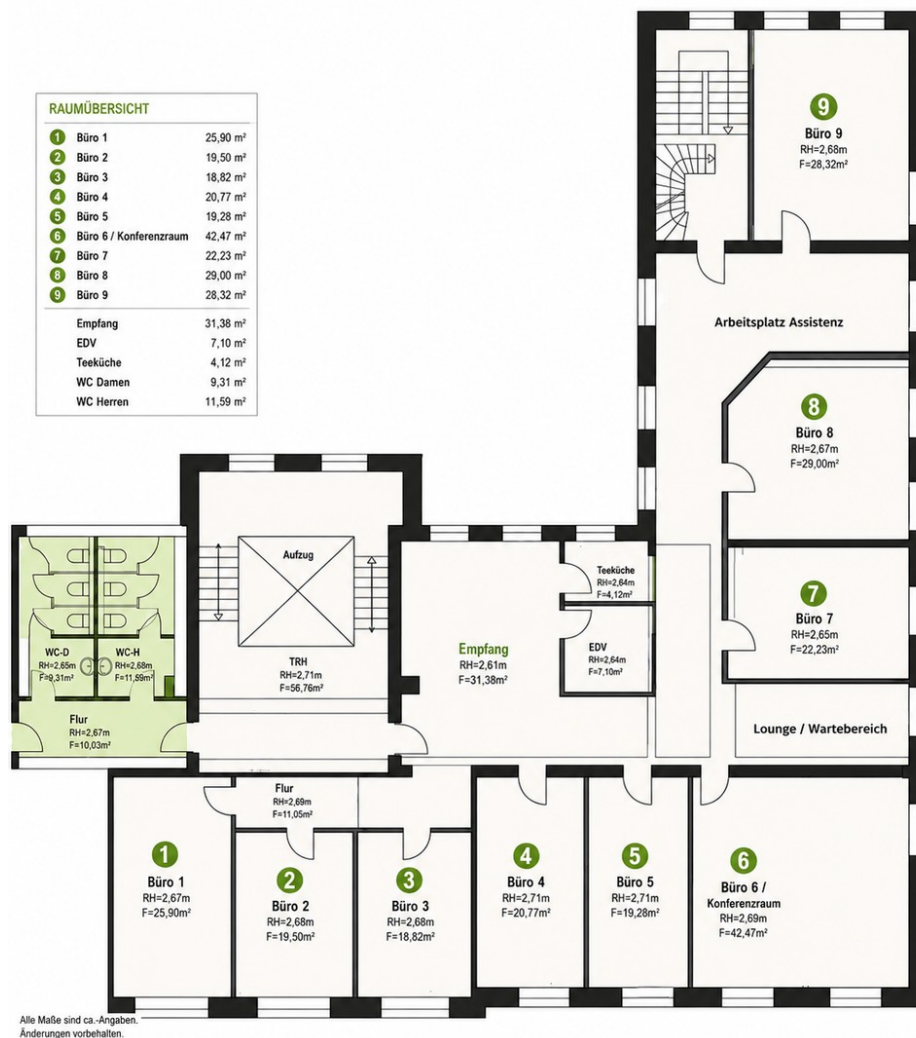 RAUMÜBERSICHT
1 Büro 1 25,90 m²
2 Büro 2 19,50 m²
3 Büro 3 18,82 m²
4 Büro 4 20,77 m²
5 Büro 5 19,28 m²
6 Büro 6 / Konferenzraum 42,47 m²
7 Büro 7 22,23 m²
8 Büro 8 29,00 m²
9 Büro 9 28,32 m²
Empfang 31,38 m²
EDV 7,10 m²
Teeküche 4,12 m²
WC Damen 9,31 m²
WC Herren 11,59 m²
9
Büro 9
RH=2,68m
F=28,32m²
Arbeitsplatz Assistenz
8
Büro 8
RH=2,67m
F=29,00m²
Aufzug
Teeküche
RH=2,64m
F=4,12m²
7
Büro 7
RH=2,65m
F=22,23m²
WC-D
RH=2,65m
F=9,31m²
WC-H
RH=2,68m
F=11,59m²
TRH
RH=2,71m
F=56,76m²
Empfang
RH=2,61m
F=31,38m²
EDV
RH=2,64m
F=7,10m²
Flur
RH=2,67m
F=10,03m²
Lounge / Wartebereich
Flur
RH=2,69m
F=11,05m²
1
Büro 1
RH=2,67m
F=25,90m²
2
Büro 2
RH=2,68m
F=19,50m²
3
Büro 3
RH=2,68m
F=18,82m²
4
Büro 4
RH=2,71m
F=20,77m²
5
Büro 5
RH=2,71m
F=19,28m²
6
Büro 6 /
Konferenzraum
RH=2,69m
F=42,47m²
Alle Maße sind ca.-Angaben.
Änderungen vorbehalten.